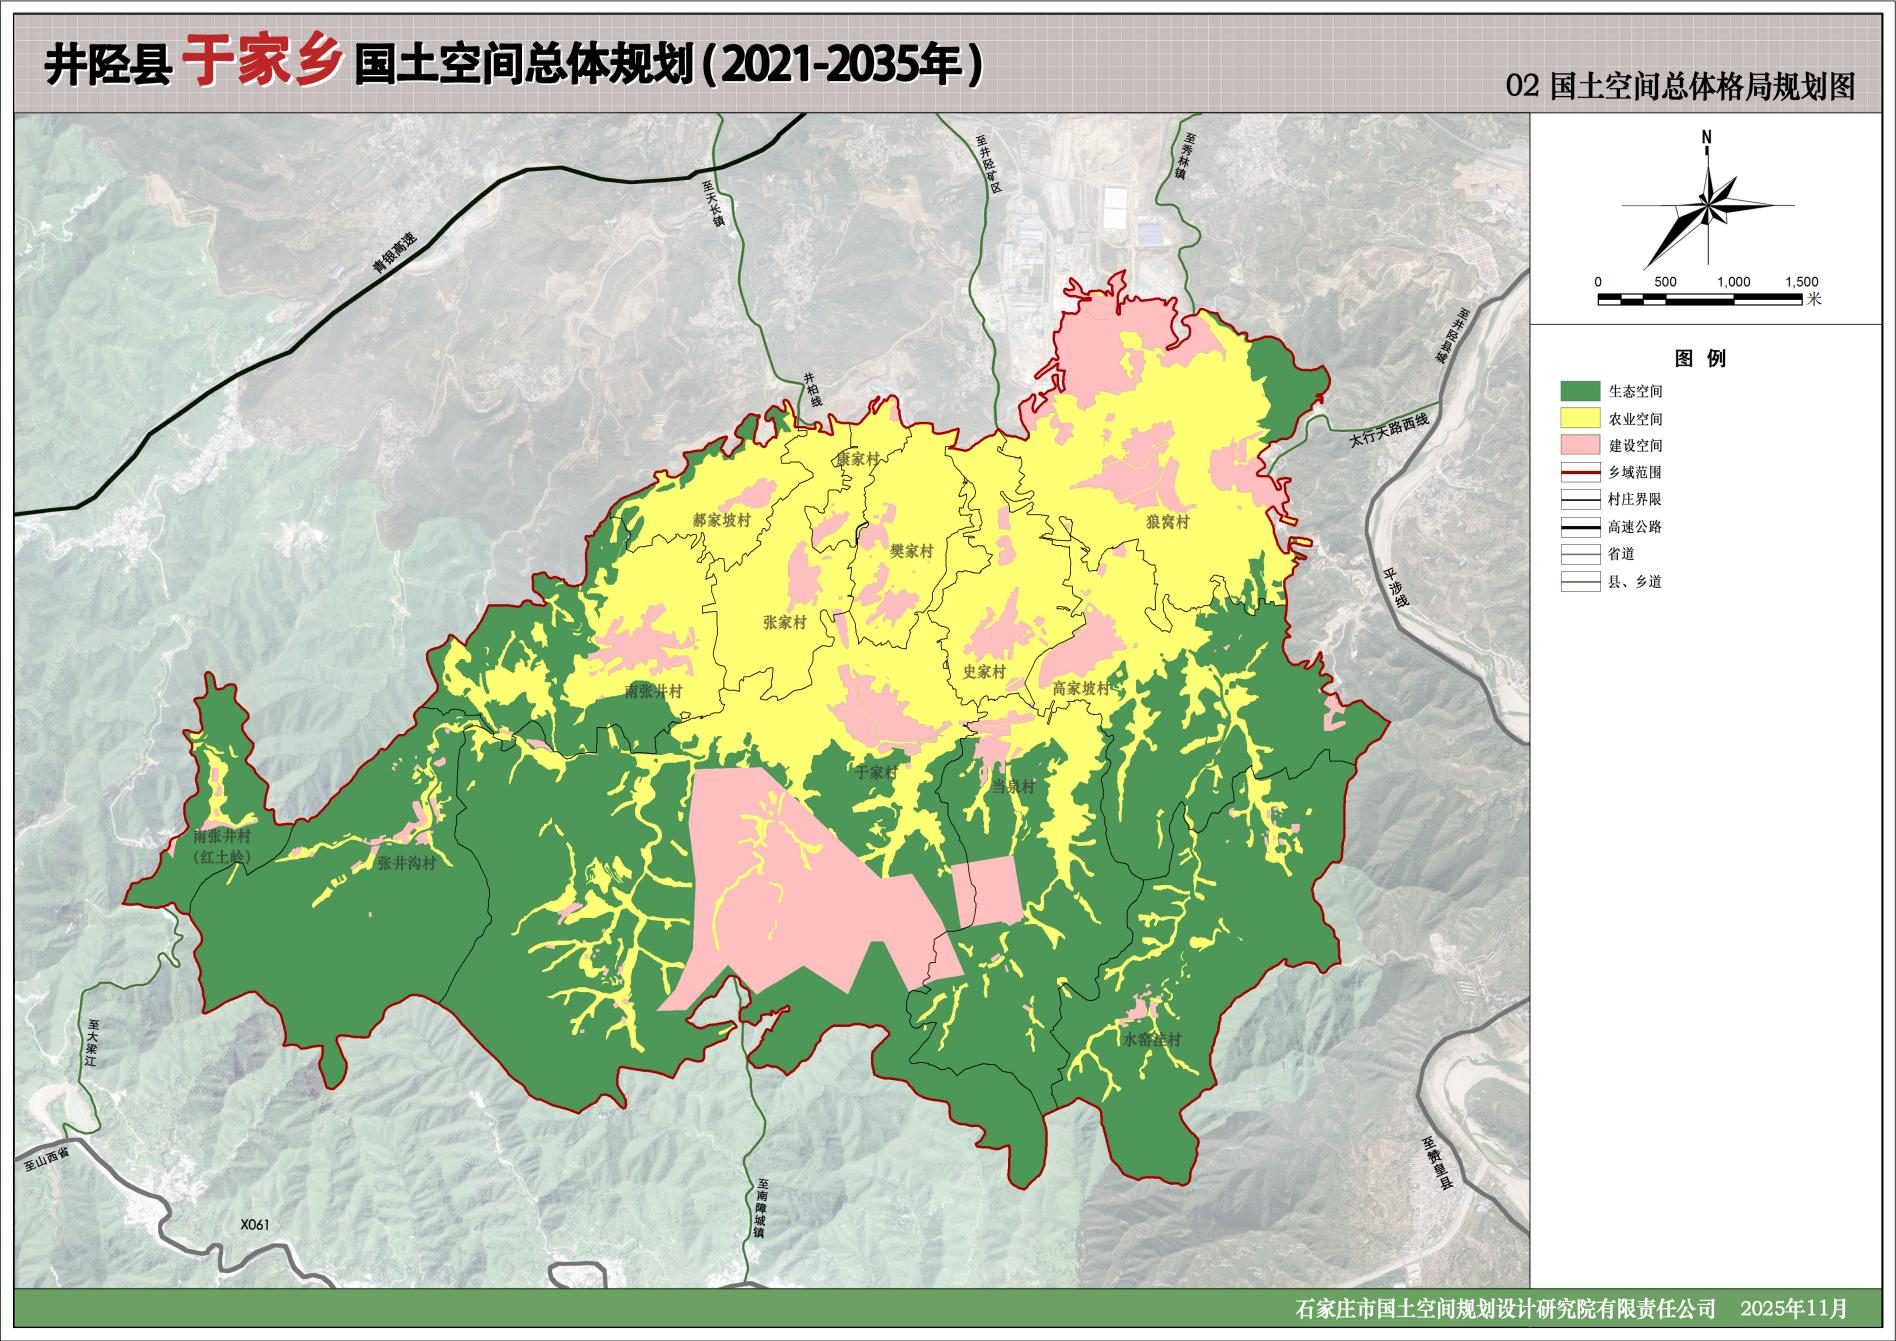 井陉县于家乡国土空间总体规划(2021-2035年)
02 国土空间总体格局规划图
N
0 500 1,000 1,500
米
图 例
生态空间
农业空间
建设空间
乡域范围
村庄界限
高速公路
省道
县、乡道
至天长镇
至井陉矿区
至秀林镇
青银高速
至井陉县城
井柏线
太行天路西线
康家村
郝家坡村
狼窝村
樊家村
平涉线
张家村
史家村
南张井村
高家坡村
于家村
当泉村
南张井村
(红土岭)
张井沟村
至大梁江
水窑洼村
至山西省
至赞皇县
至南障城镇
X061
石家庄市国土空间规划设计研究院有限责任公司 2025年11月